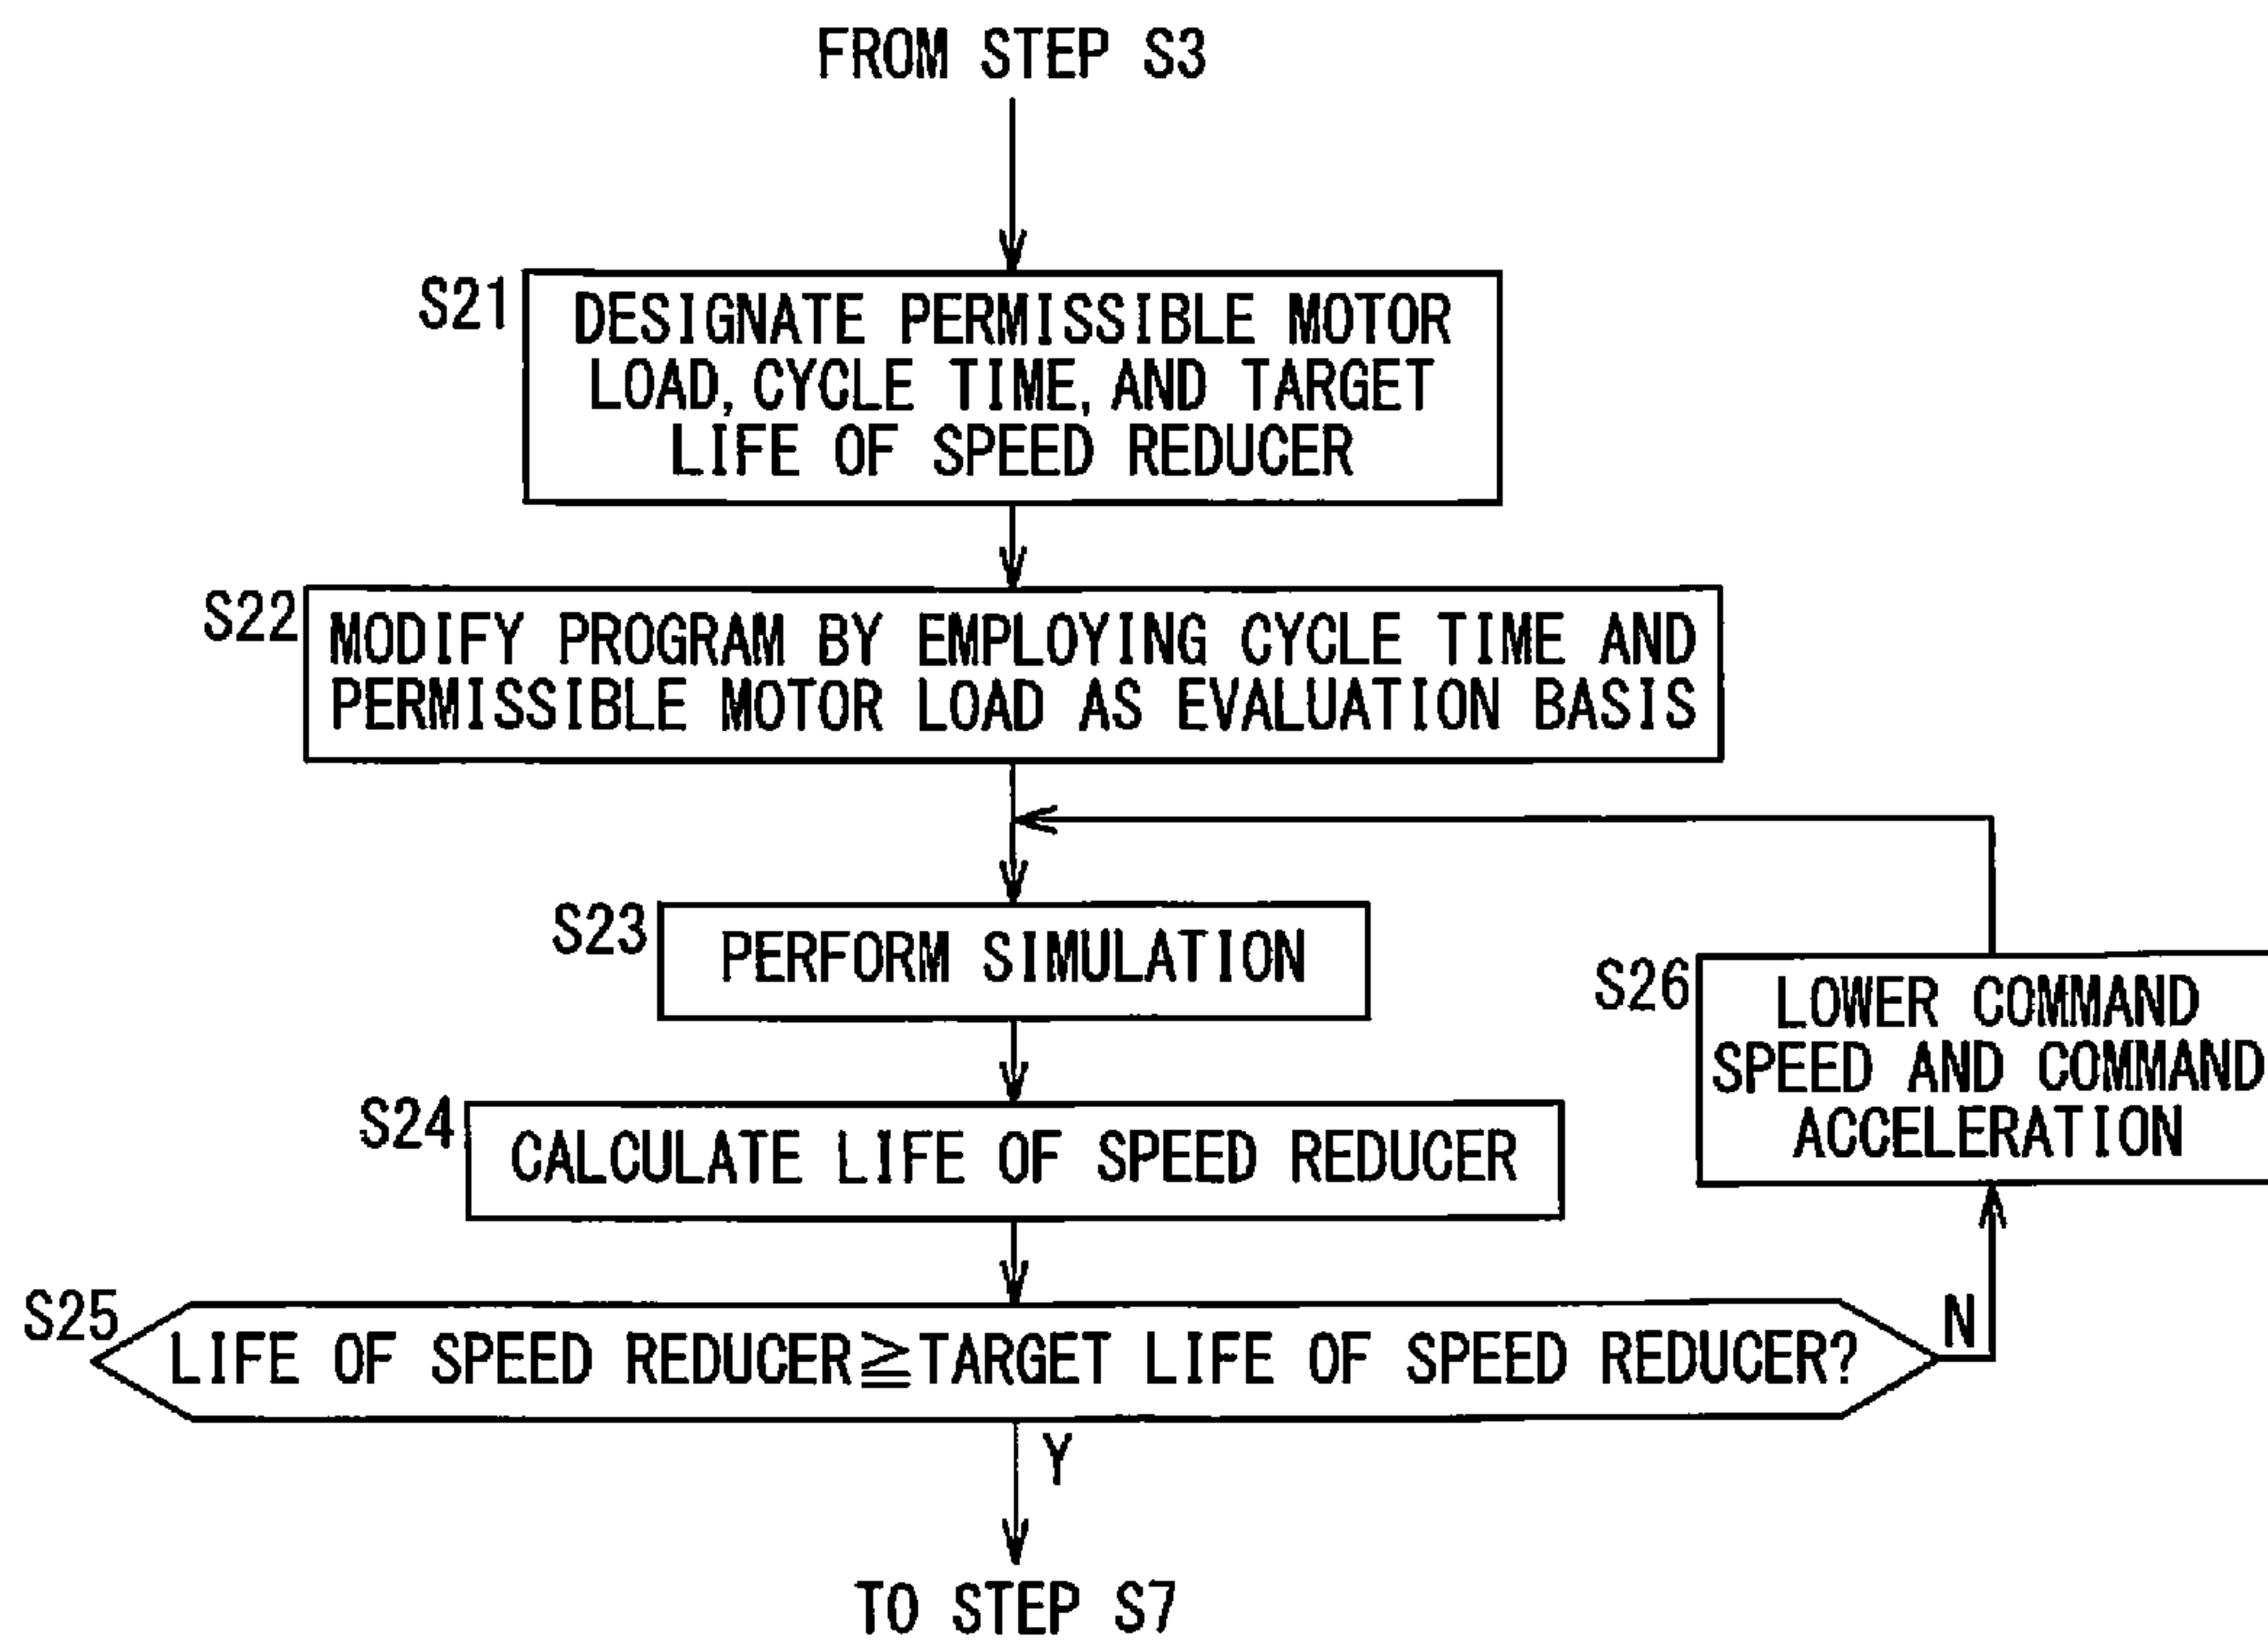 FROM STEP S3
S21
DESIGNATE PERMISSIBLE MOTOR
LOAD, CYCLE TIME, AND TARGET
LIFE OF SPEED REDUCER
S22
MODIFY PROGRAM BY EMPLOYING CYCLE TIME AND
PERMISSIBLE MOTOR LOAD AS EVALUATION BASIS
S23
PERFORM SIMULATION
S26
LOWER COMMAND
SPEED AND COMMAND
ACCELERATION
S24
CALCULATE LIFE OF SPEED REDUCER
S25
LIFE OF SPEED REDUCER≧TARGET LIFE OF SPEED REDUCER?
N
Y
TO STEP S7